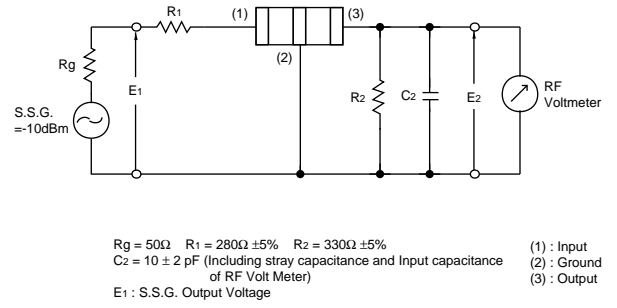 R1
(1)
(3)
(2)
Rg
E1
S.S.G.
=-10dBm
R2
C2
E2
RF
Voltmeter
Rg = 50Ω R1 = 280Ω ±5% R2 = 330Ω ±5%
C2 = 10 ± 2 pF (Including stray capacitance and Input capacitance
of RF Volt Meter)
E1 : S.S.G. Output Voltage
(1) : Input
(2) : Ground
(3) : Output